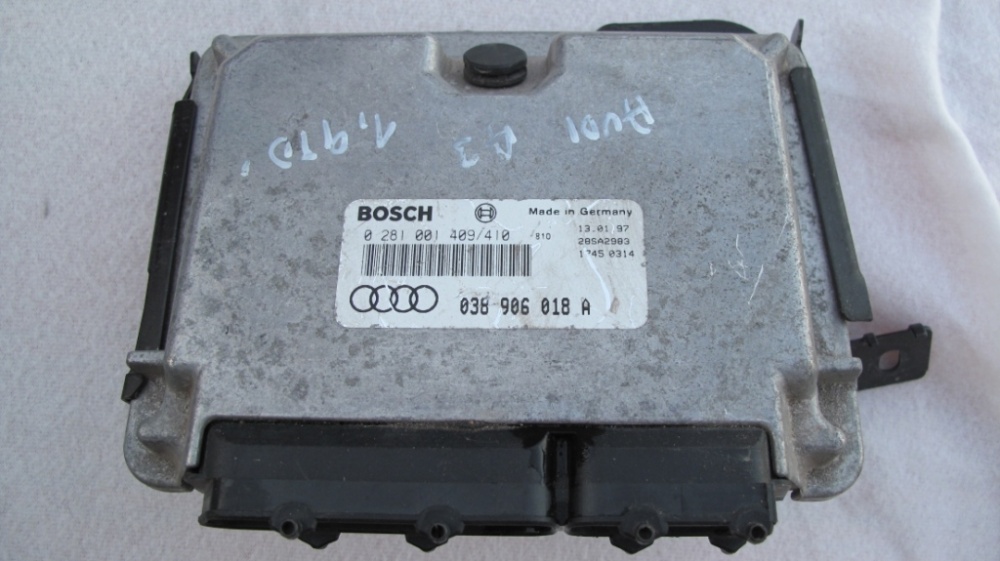 AUDI A3
1,9TD,
BOSCH Made in Germany
0 281 001 409/410 810 13.01.97
28SA2983
1745 0314
038 906 018 A